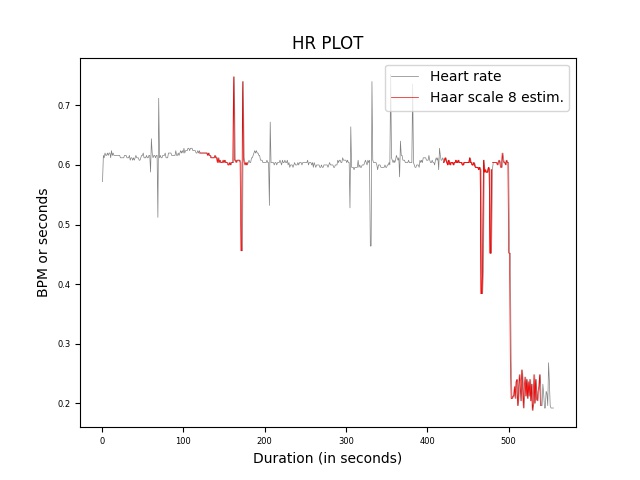 HR PLOT
Heart rate
Haar scale 8 estim.
BPM or seconds
0.7
0.6
0.5
0.4
0.3
0.2
0 100 200 300 400 500
Duration (in seconds)